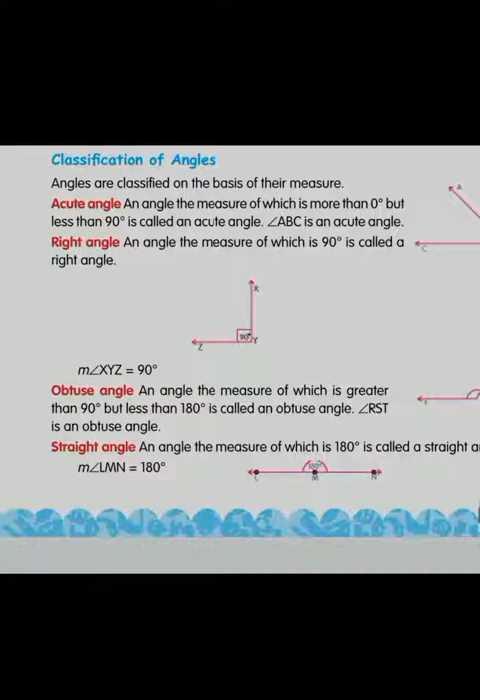 Classification of Angles
Angles are classified on the basis of their measure.
Acute angle An angle the measure of which is more than 0° but
less than 90° is called an acute angle. ∠ABC is an acute angle.
A
Right angle An angle the measure of which is 90° is called a
right angle.
C
X
90°
Y
Z
m∠XYZ = 90°
Obtuse angle An angle the measure of which is greater
than 90° but less than 180° is called an obtuse angle. ∠RST
is an obtuse angle.
T
Straight angle An angle the measure of which is 180° is called a straight
m∠LMN = 180°
180°
L
M
N